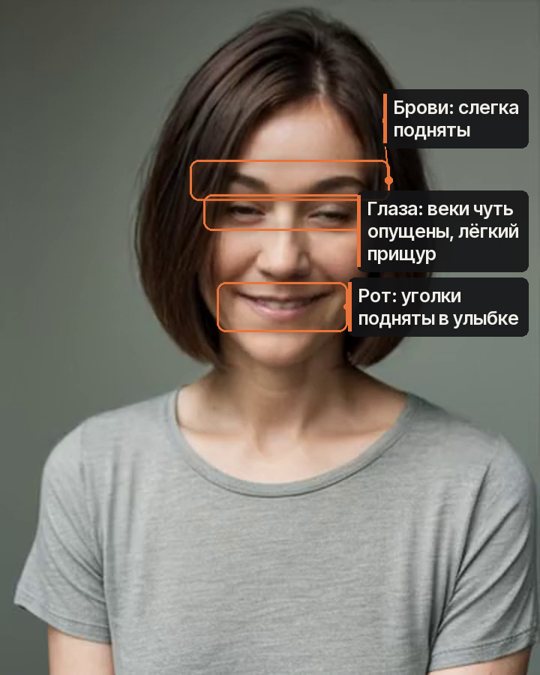 Брови: слегка
подняты
Глаза: веки чуть
опущены, лёгкий
прищур
Рот: уголки
подняты в улыбке